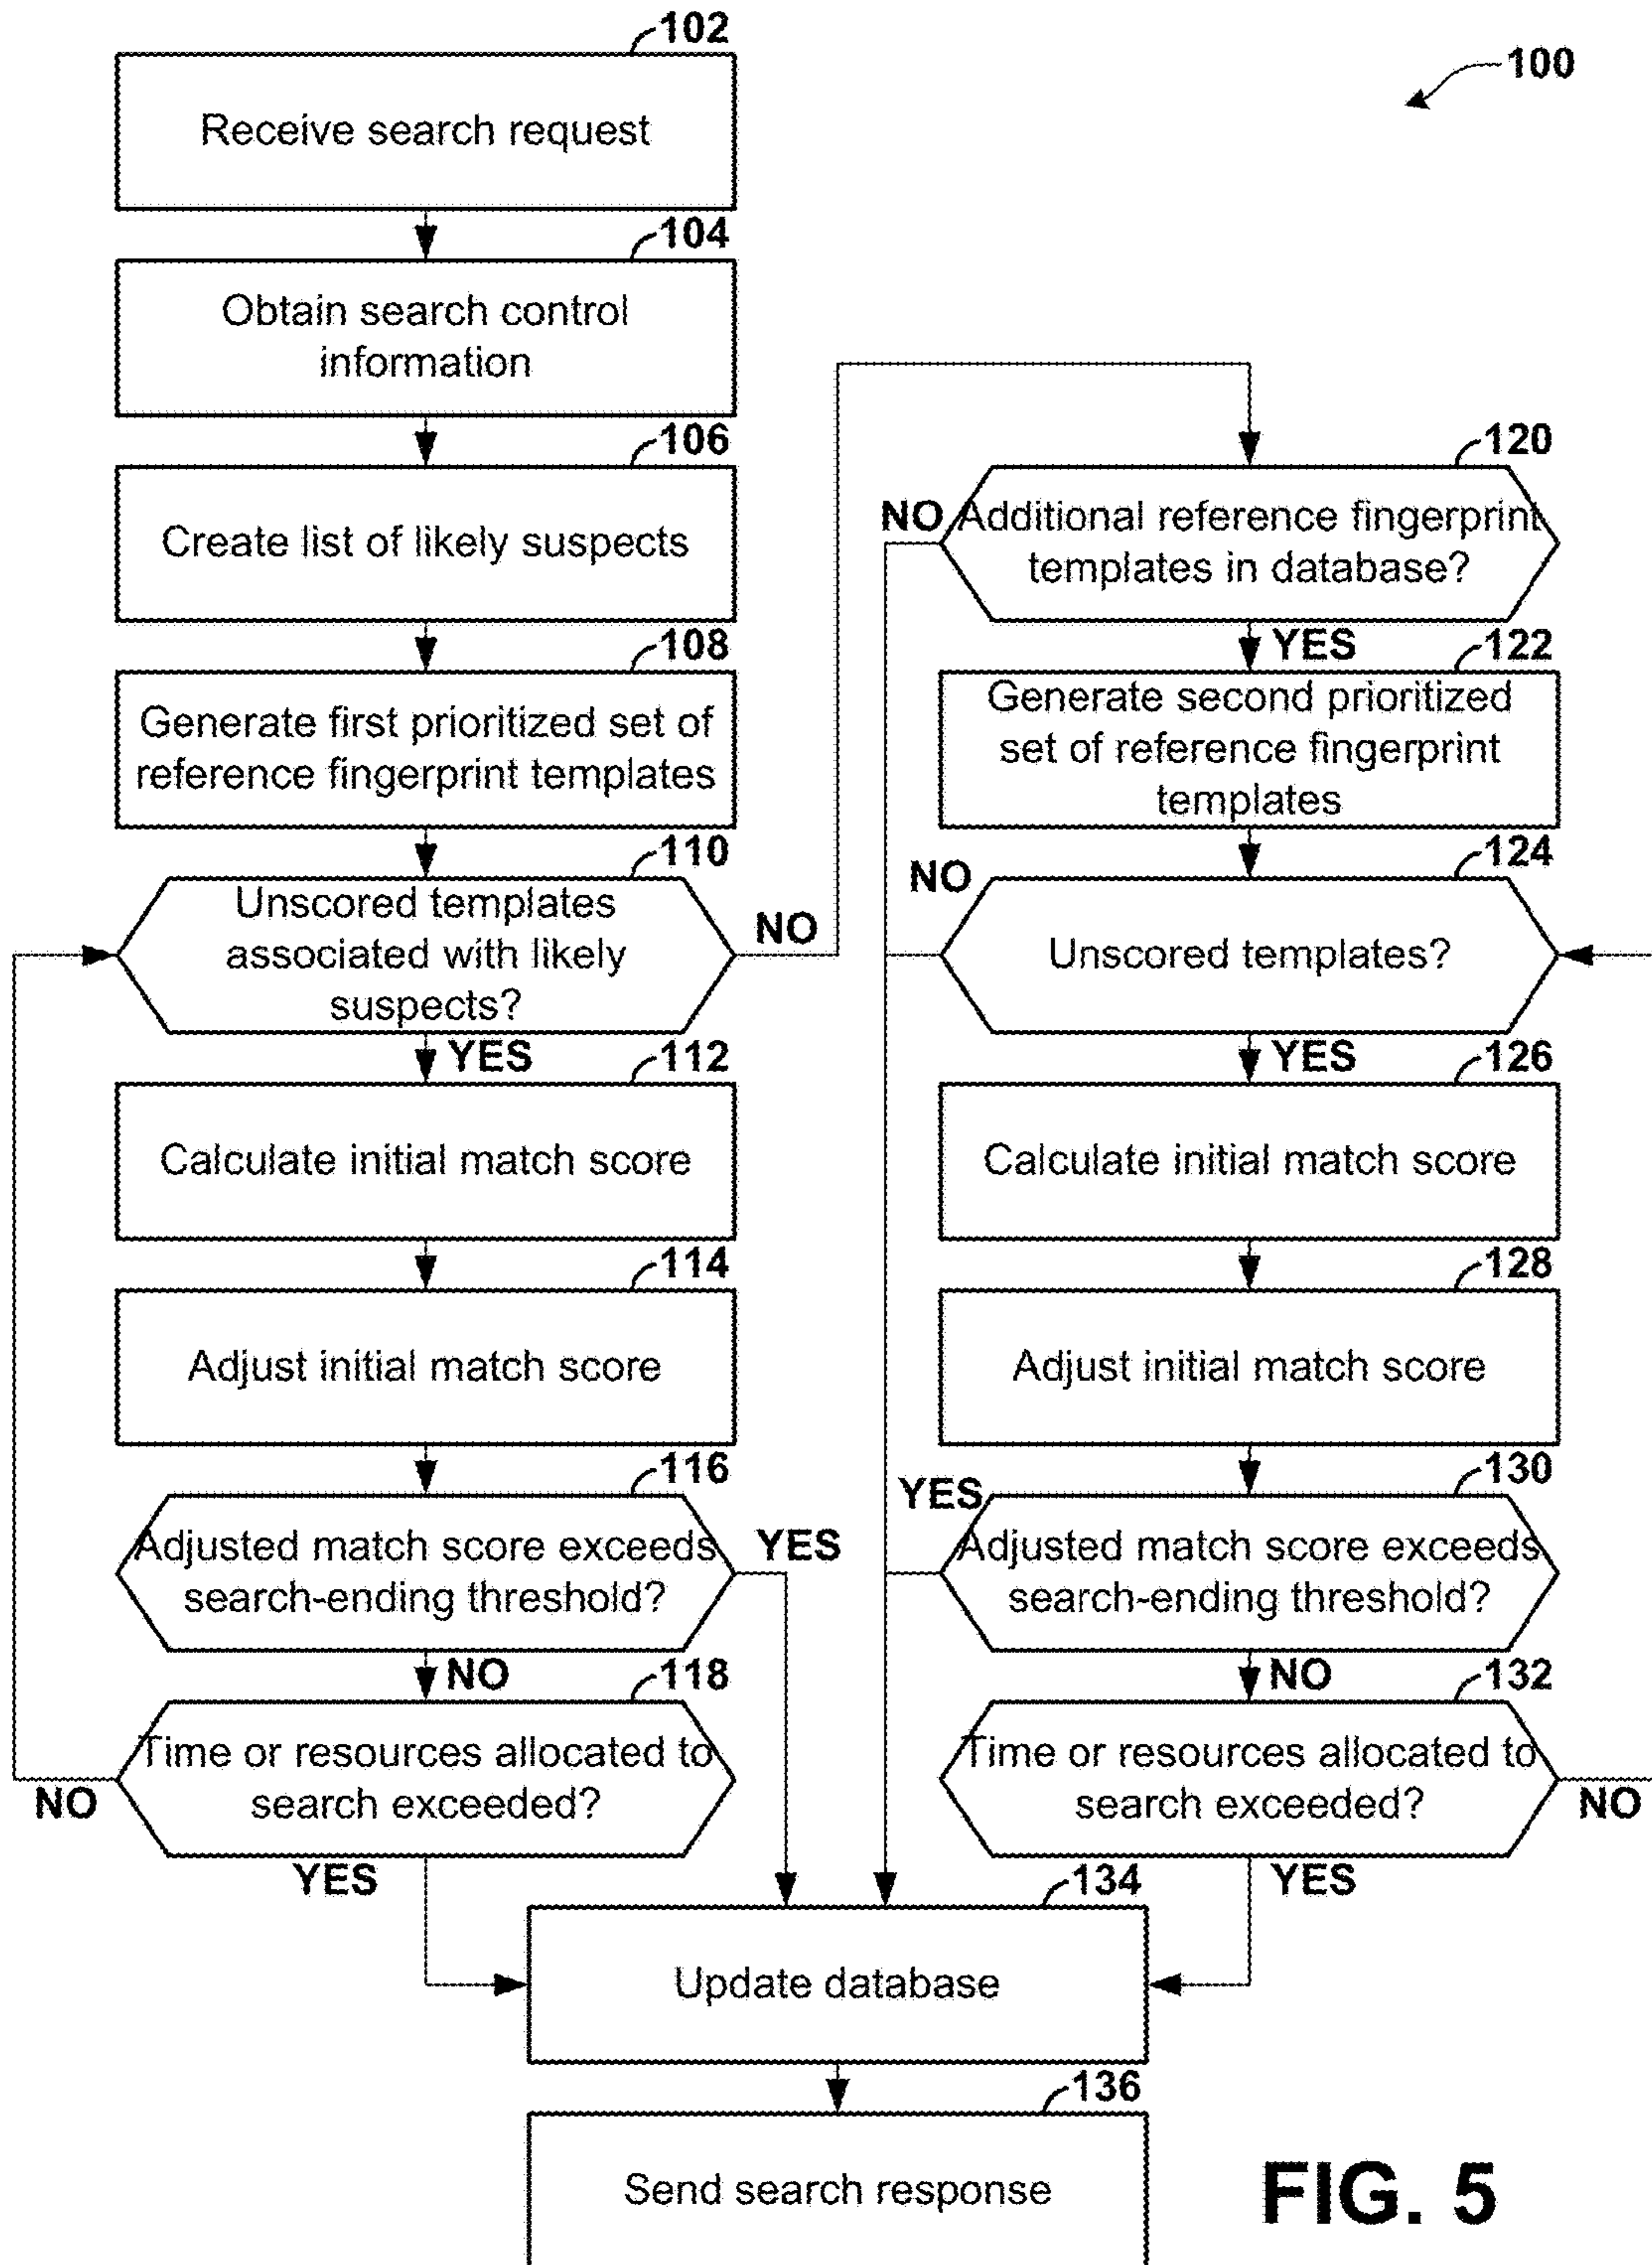 102
Receive search request
100
104
Obtain search control
information
106
Create list of likely suspects
108
Generate first prioritized set of
reference fingerprint templates
110
Unscored templates
associated with likely
suspects?
NO
YES
112
Calculate initial match score
114
Adjust initial match score
116
Adjusted match score exceeds
search-ending threshold?
YES
NO
118
Time or resources allocated to
search exceeded?
NO
YES
120
NO
Additional reference fingerprint
templates in database?
YES
122
Generate second prioritized
set of reference fingerprint
templates
124
NO
Unscored templates?
YES
126
Calculate initial match score
128
Adjust initial match score
130
YES
Adjusted match score exceeds
search-ending threshold?
NO
132
Time or resources allocated to
search exceeded?
NO
YES
134
Update database
136
Send search response
FIG. 5